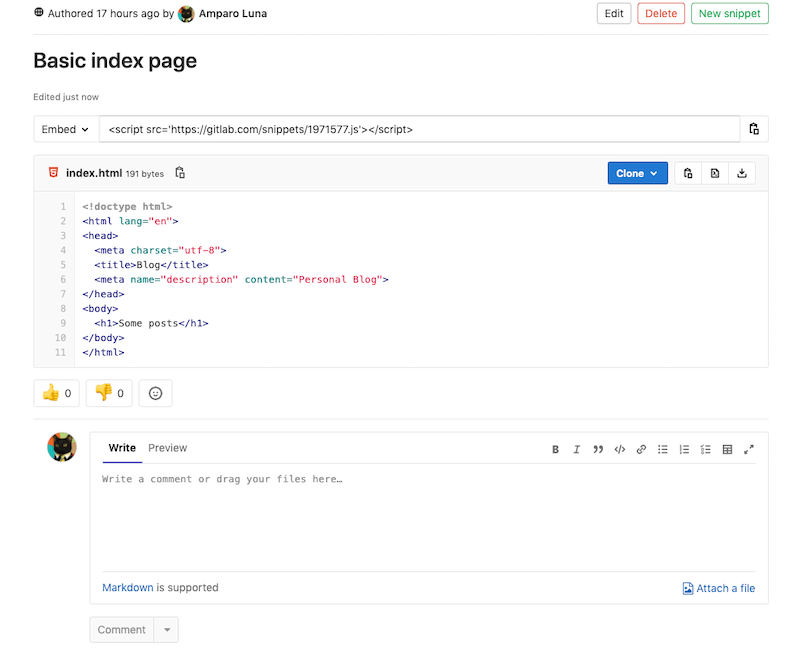 Authored 17 hours ago by Amparo Luna Edit Delete New snippet
Basic index page
Edited just now
Embed <script src='https://gitlab.com/snippets/1971577.js'></script>
index.html 191 bytes Clone
1 <!doctype html>
2 <html lang="en">
3 <head>
4   <meta charset="utf-8">
5   <title>Blog</title>
6   <meta name="description" content="Personal Blog">
7 </head>
8 <body>
9   <h1>Some posts</h1>
10 </body>
11 </html>
0 0
Write Preview
Write a comment or drag your files here…
Markdown is supported Attach a file
Comment